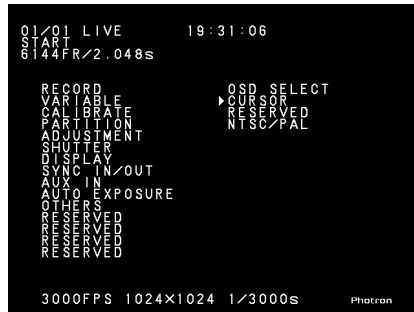 01/01 LIVE 19:31:06
START
6144FR/2.048s
RECORD
VARIABLE
CALIBRATE
PARTITION
ADJUSTMENT
SHUTTER
DISPLAY
SYNC IN/OUT
AUX IN
AUTO EXPOSURE
OTHERS
RESERVED
RESERVED
RESERVED
RESERVED
OSD SELECT
▶CURSOR
RESERVED
NTSC/PAL
3000FPS 1024×1024 1/3000s Photron